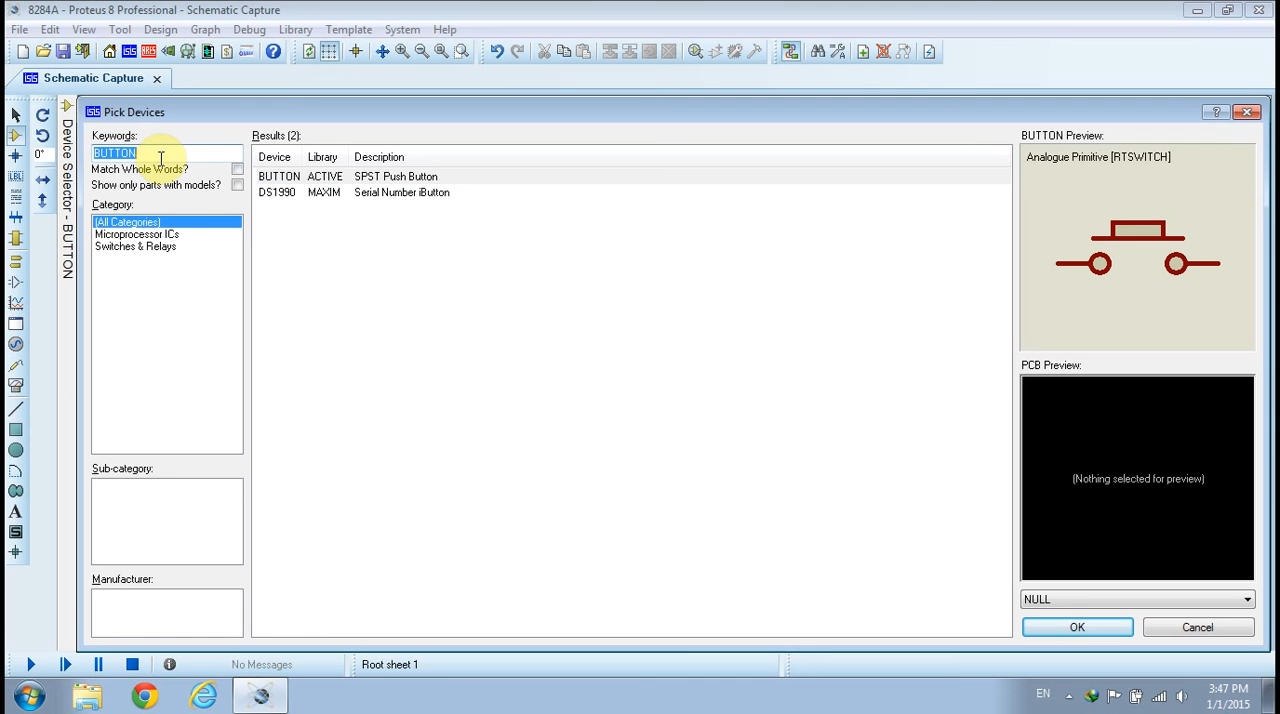 8284A - Proteus 8 Professional - Schematic Capture
File Edit View Tool Design Graph Debug Library Template System Help
Schematic Capture
Pick Devices
Keywords:
BUTTON
Match Whole Words?
Show only parts with models?
Category:
(All Categories)
Microprocessor ICs
Switches & Relays
Sub-category:
Manufacturer:
Results (2):
Device Library Description
BUTTON ACTIVE SPST Push Button
DS1990 MAXIM Serial Number iButton
BUTTON Preview:
Analogue Primitive [RTSWITCH]
PCB Preview:
(Nothing selected for preview)
NULL
OK Cancel
0°
LBL
A
S
Device Selector - BUTTON
No Messages
Root sheet 1
EN
3:47 PM
1/1/2015